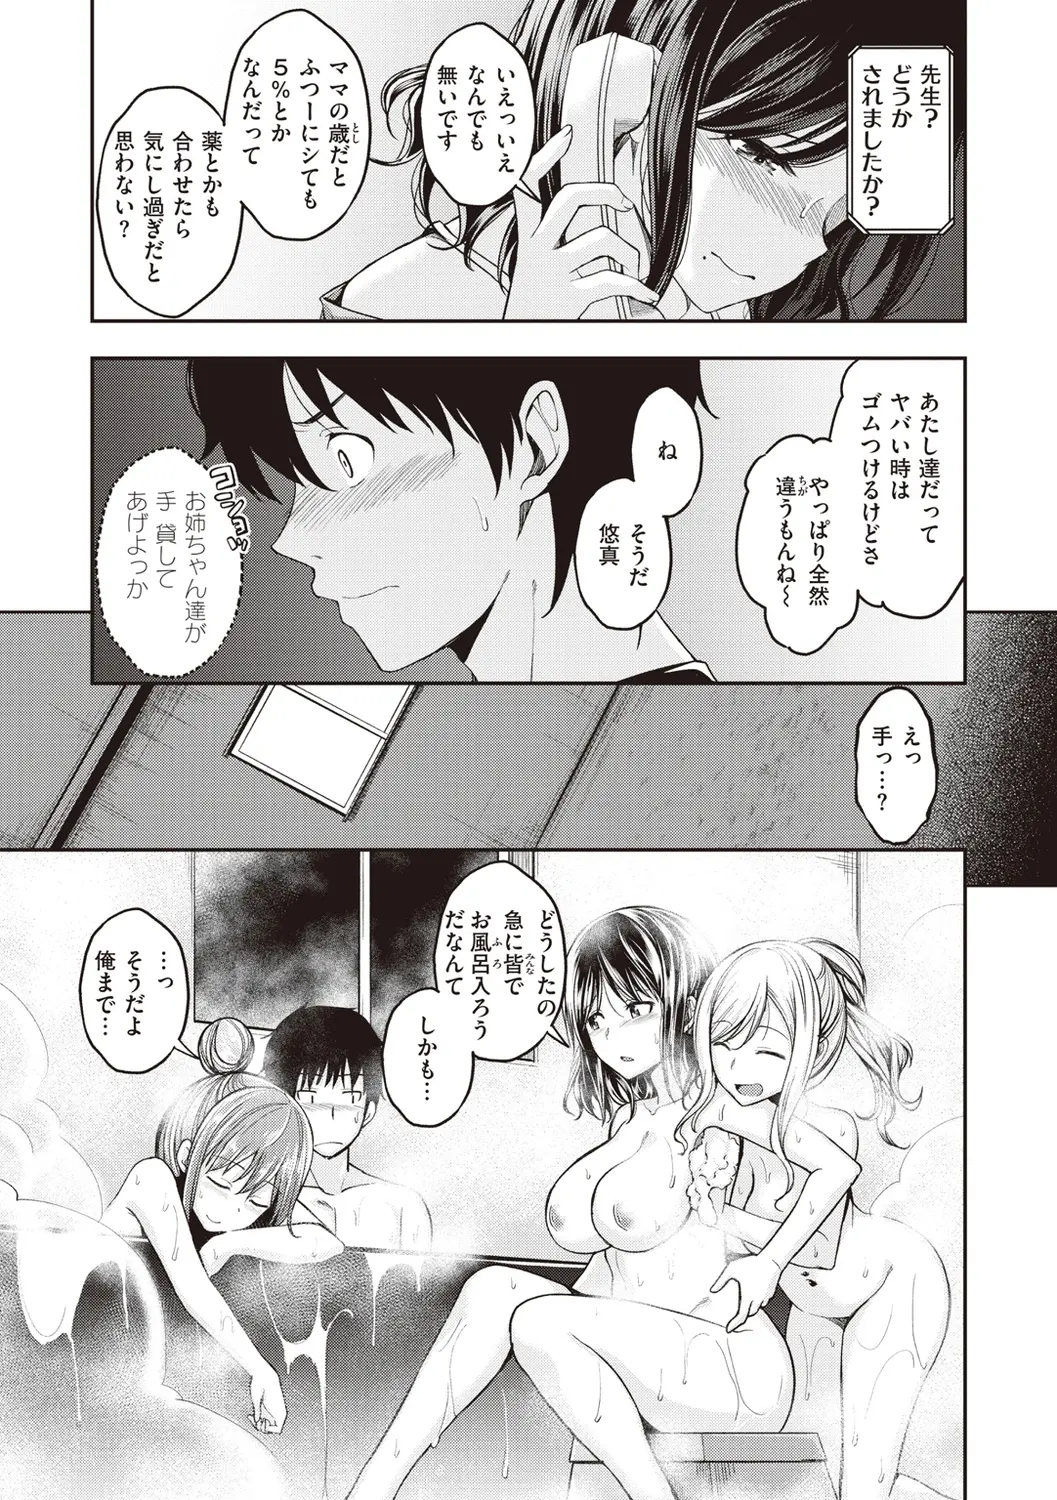 先生?
どうか
されましたか?
いえっいえ
なんでも
無いです
ママの歳だと
ふつーにシても
5%とか
なんだって
薬とかも
合わせたら
気にし過ぎだと
思わない?
あたし達だって
ヤバい時は
ゴムつけるけどさ
やっぱり全然
違うもんね~
ね
そうだ
悠真
コショッ
お姉ちゃん達が
手 貸して
あげよっか
えっ
手っ…?
どうしたの
急に皆で
お風呂入ろう
だなんて
しかも…
…っ
そうだよ
俺まで…